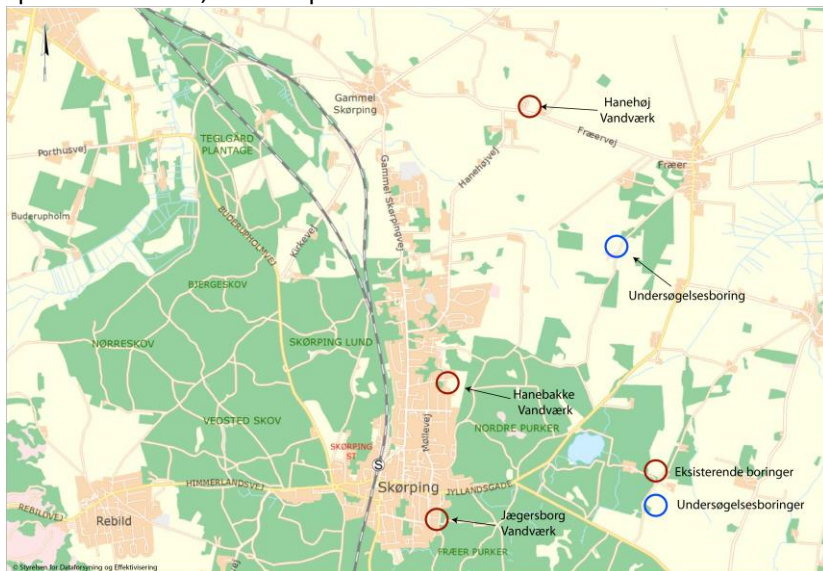 Gammel
Skørping
Hanehøj
Vandværk
TEGLGÅRD
PLANTAGE
Porthusvej
Fræervej
Fræer
Gammel Skørpingvej
Hanehøjvej
Buderupholm
BUDERUPHOLMVEJ
Kirkevej
BJERGESKOV
Undersøgelsesboring
NØRRESKOV
SKØRPING LUND
Hanebakke
Vandværk
VEDSTED SKOV
Møllevej
NORDRE PURKER
SKØRPING
ST
S
Eksisterende boringer
HIMMERLANDSVEJ
Skørping
JYLLANDSGADE
REBILDVEJ
Rebild
Undersøgelsesboringer
Jægersborg
Vandværk
FRÆER PURKER
© Styrelsen for Dataforsyning og Effektivisering